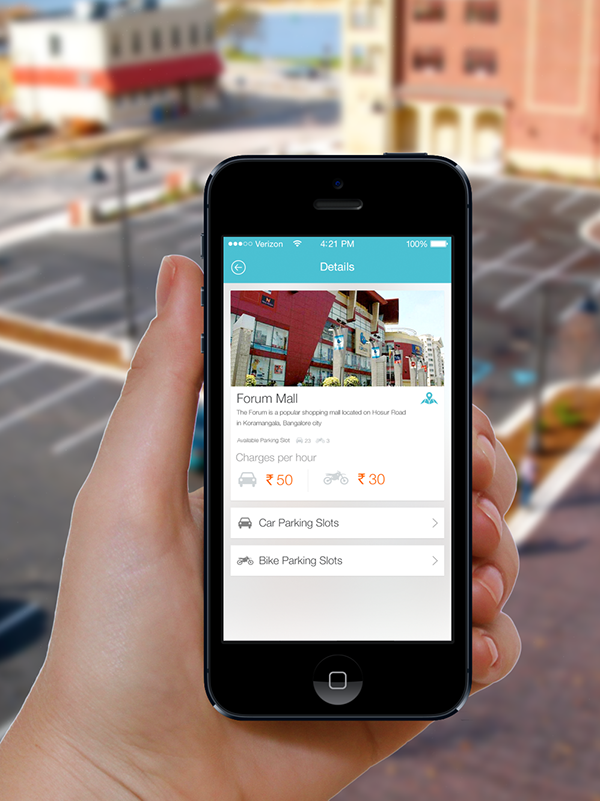 Verizon 4:21 PM 100%
Details
Forum Mall
The Forum is a popular shopping mall located on Hosur Road
in Koramangala, Bangalore city
Available Parking Slot 23 3
Charges per hour
₹ 50 ₹ 30
Car Parking Slots
Bike Parking Slots